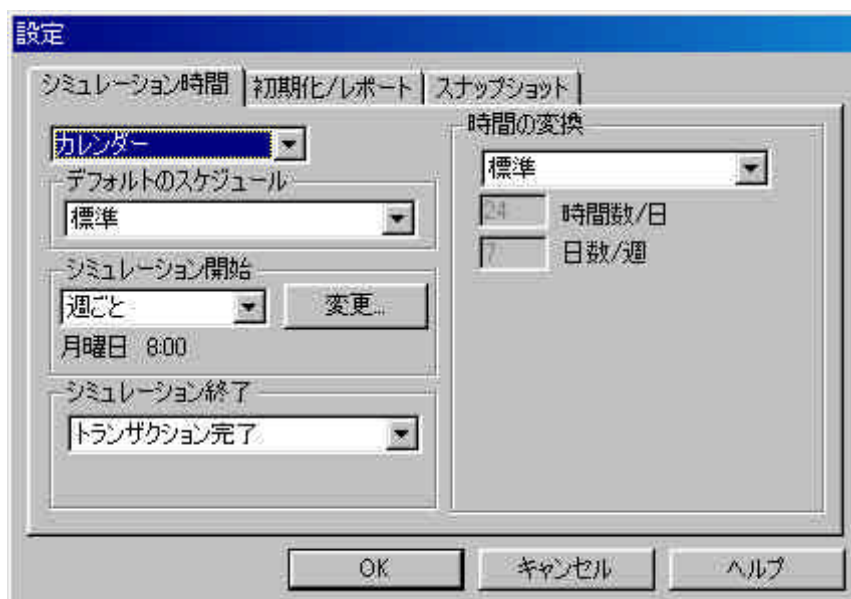 設定
シミュレーション時間 初期化/レポート スナップショット
カレンダー
デフォルトのスケジュール
標準
シミュレーション開始
週ごと 変更...
月曜日 8:00
シミュレーション終了
トランザクション完了
時間の変換
標準
24 時間数/日
7 日数/週
OK キャンセル ヘルプ